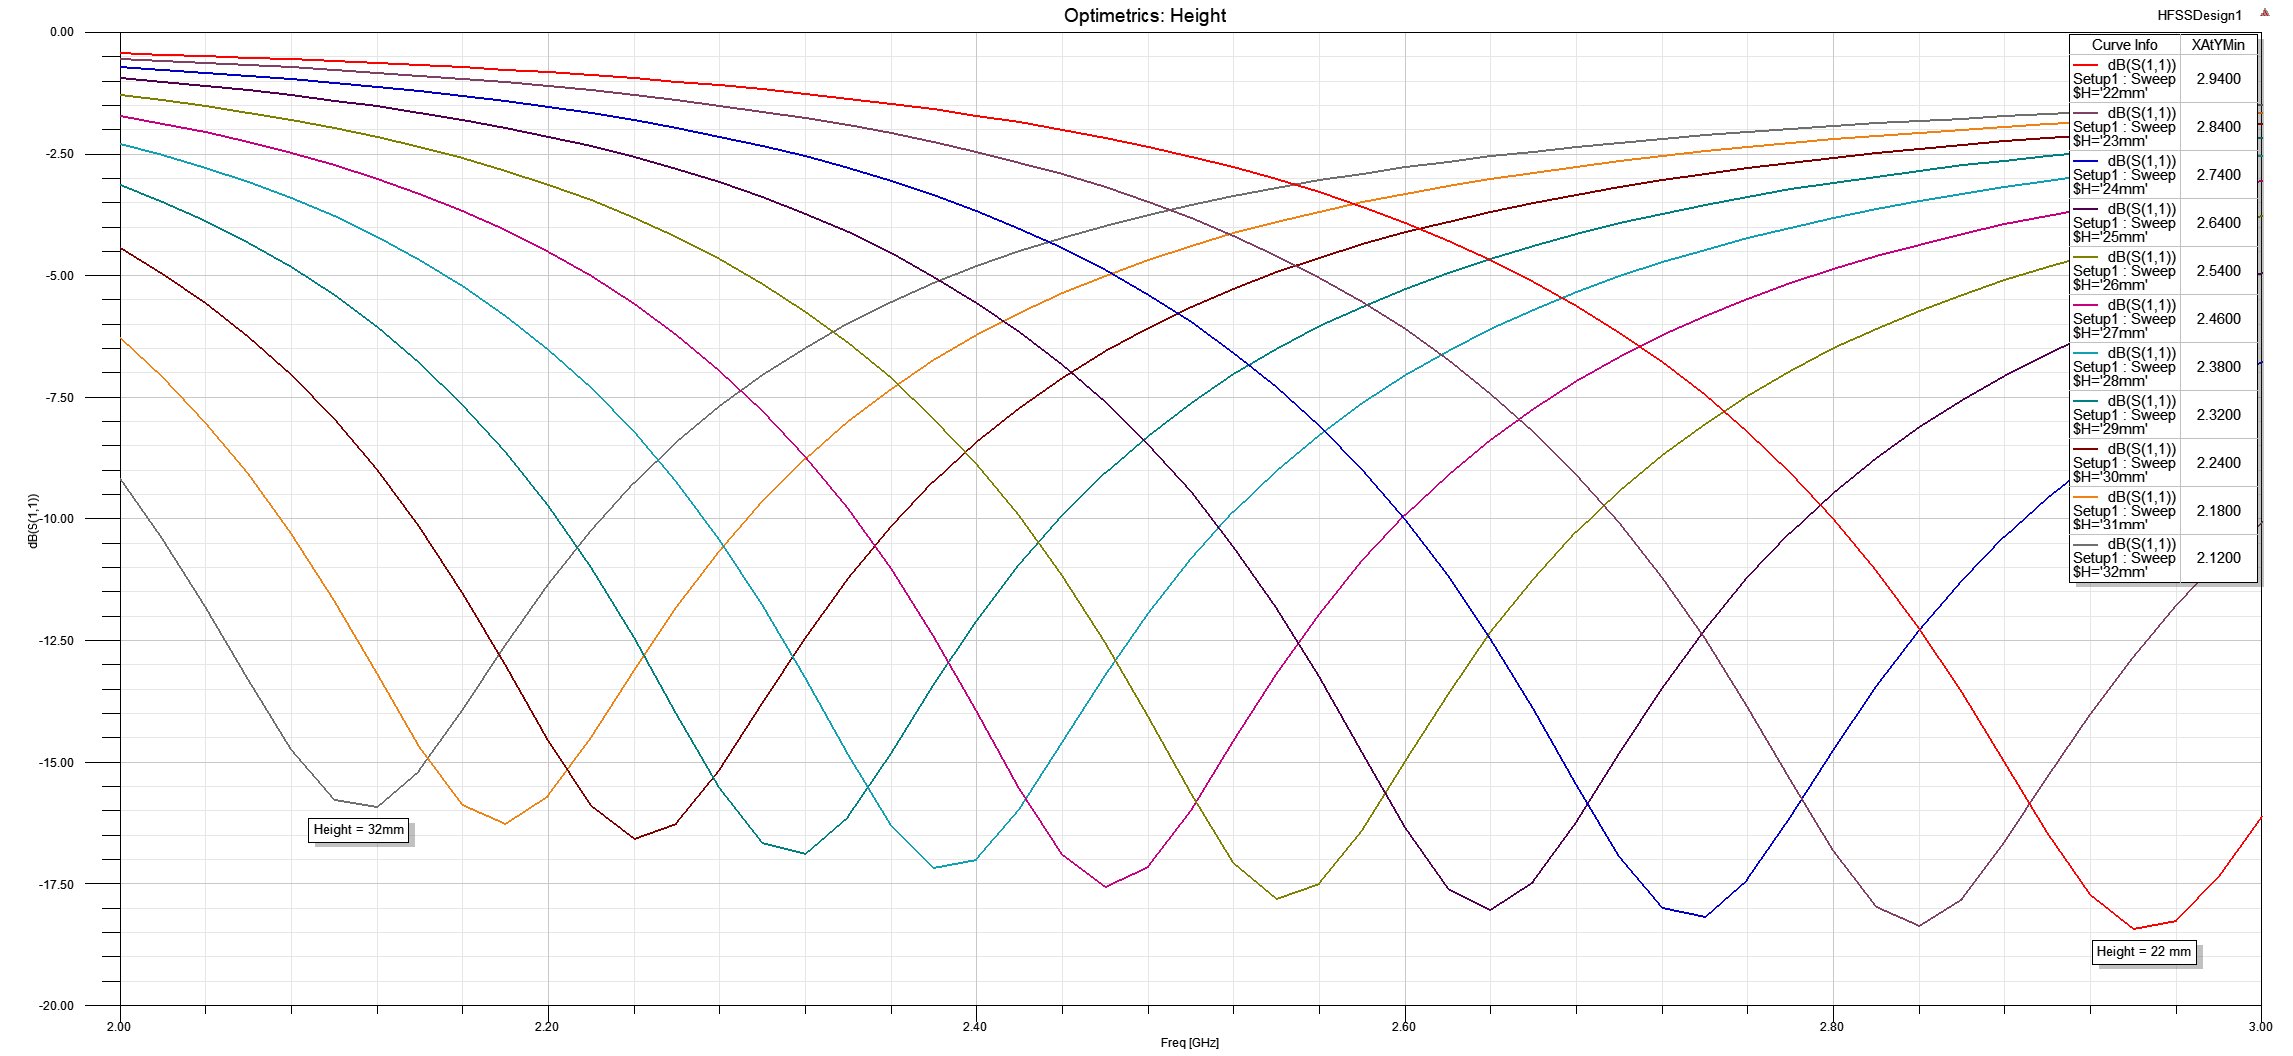 Optimetrics: Height
HFSSDesign1
Curve Info XAtYMin
dB(S(1,1))
Setup1 : Sweep 2.9400
$H='22mm'
dB(S(1,1))
Setup1 : Sweep 2.8400
$H='23mm'
dB(S(1,1))
Setup1 : Sweep 2.7400
$H='24mm'
dB(S(1,1))
Setup1 : Sweep 2.6400
$H='25mm'
dB(S(1,1))
Setup1 : Sweep 2.5400
$H='26mm'
dB(S(1,1))
Setup1 : Sweep 2.4600
$H='27mm'
dB(S(1,1))
Setup1 : Sweep 2.3800
$H='28mm'
dB(S(1,1))
Setup1 : Sweep 2.3200
$H='29mm'
dB(S(1,1))
Setup1 : Sweep 2.2400
$H='30mm'
dB(S(1,1))
Setup1 : Sweep 2.1800
$H='31mm'
dB(S(1,1))
Setup1 : Sweep 2.1200
$H='32mm'
0.00
-2.50
-5.00
-7.50
-10.00
-12.50
-15.00
-17.50
-20.00
dB(S(1,1))
Height = 32mm
Height = 22 mm
2.00 2.20 2.40 2.60 2.80 3.00
Freq [GHz]